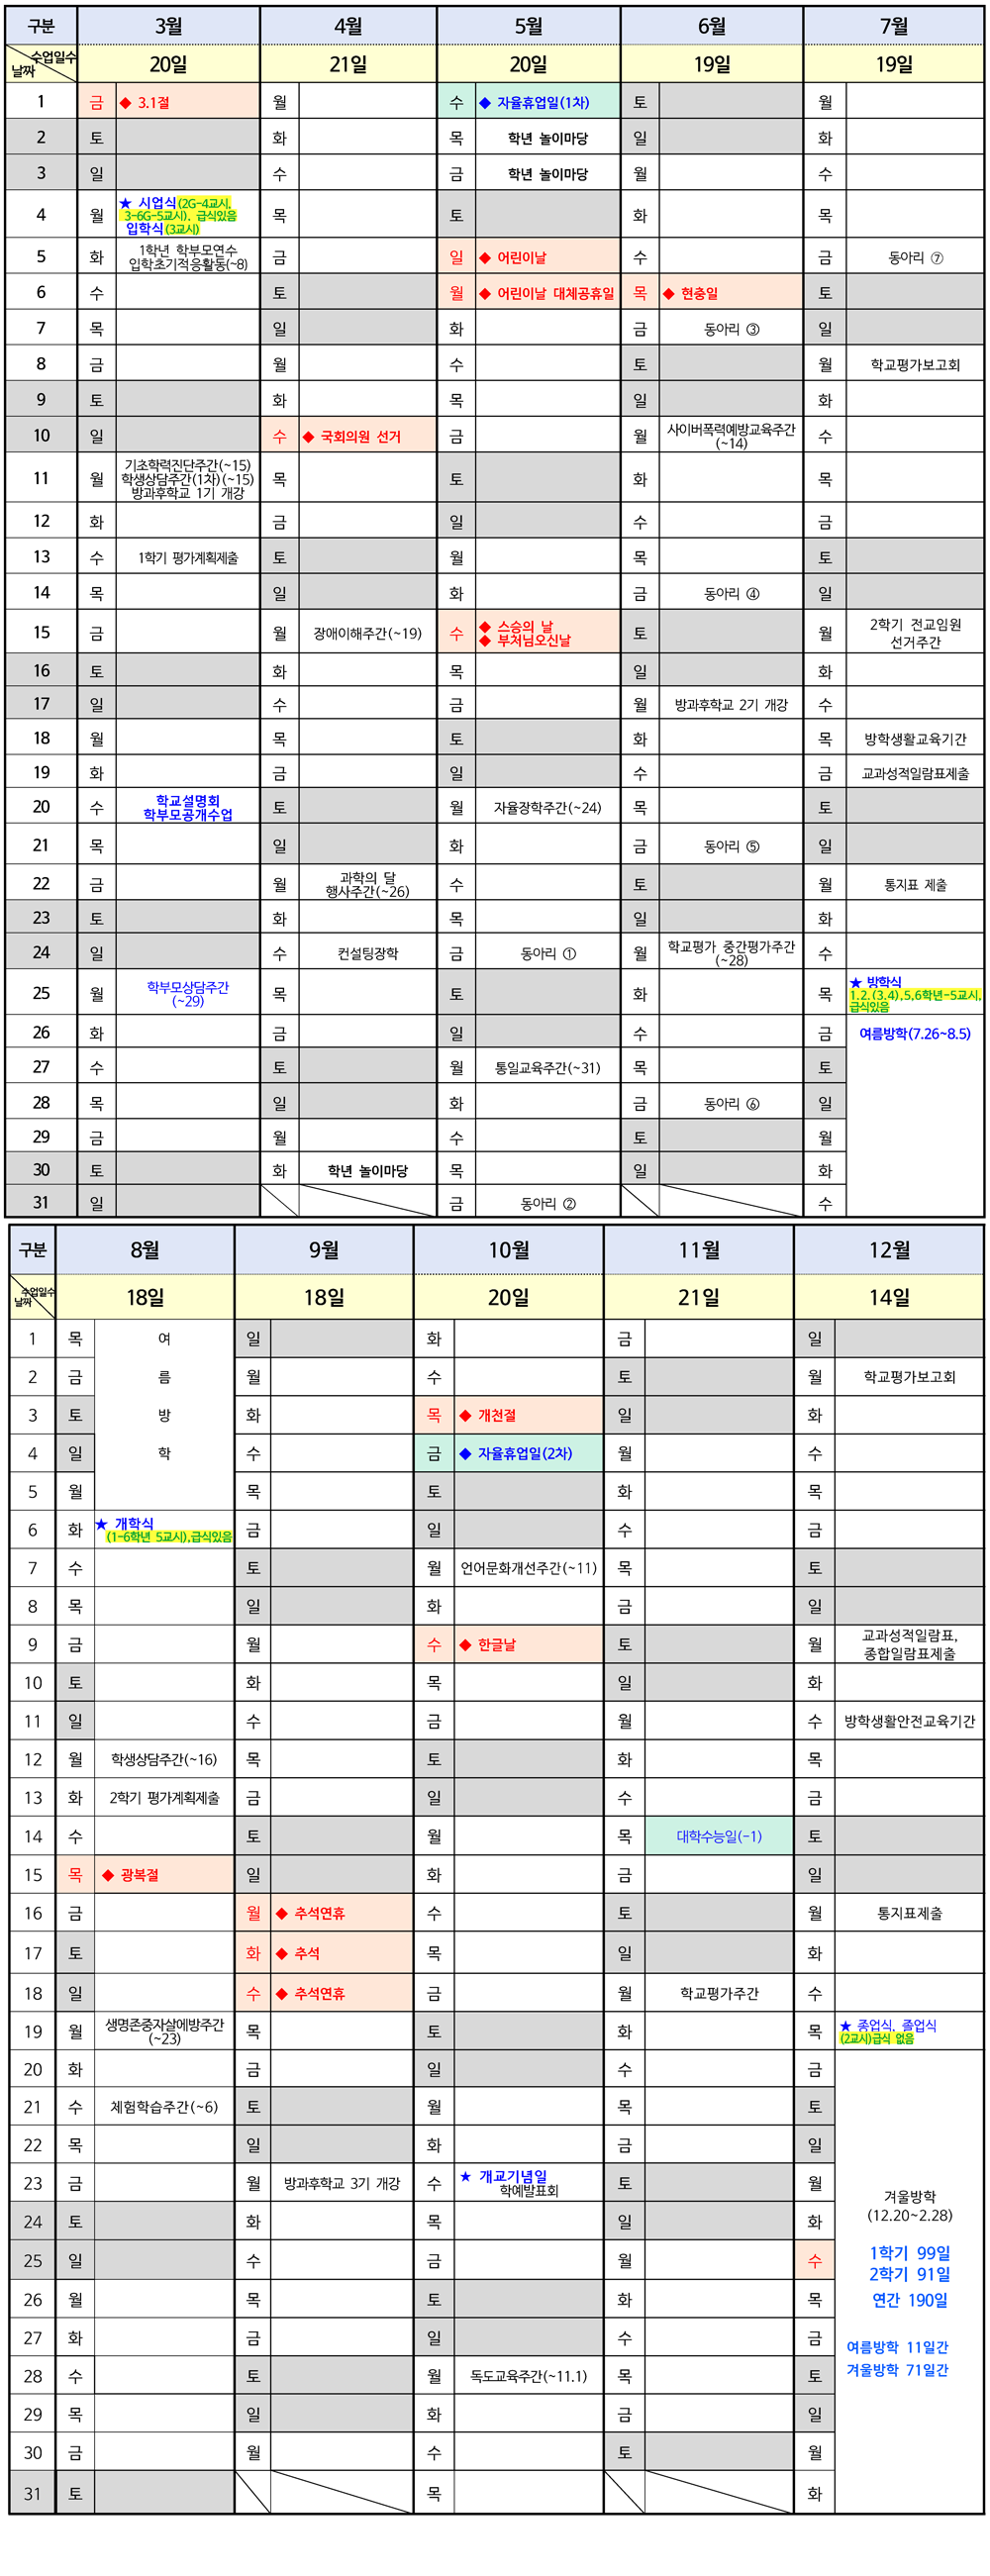 구분 3월 4월 5월 6월 7월
수업일수
날짜 20일 21일 20일 19일 19일
1 금 ◆ 3.1절 월 수 ◆ 자율휴업일(1차) 토 월
2 토 화 목 학년 놀이마당 일 화
3 일 수 금 학년 놀이마당 월 수
4 월 ★ 시업식(2G-4교시,
3-6G-5교시), 급식있음
입학식(3교시) 목 토 화 목
5 화 1학년 학부모연수
입학초기적응활동(~8) 금 일 ◆ 어린이날 수 금 동아리 ⑦
6 수 토 월 ◆ 어린이날 대체공휴일 목 ◆ 현충일 토
7 목 일 화 금 동아리 ③ 일
8 금 월 수 토 월 학교평가보고회
9 토 화 목 일 화
10 일 수 ◆ 국회의원 선거 금 월 사이버폭력예방교육주간
(~14) 수
11 월 기초학력진단주간(~15)
학생상담주간(1차)(~15)
방과후학교 1기 개강 목 토 화 목
12 화 금 일 수 금
13 수 1학기 평가계획제출 토 월 목 토
14 목 일 화 금 동아리 ④ 일
15 금 월 장애이해주간(~19) 수 ◆ 스승의 날
◆ 부처님오신날 토 월 2학기 전교임원
선거주간
16 토 화 목 일 화
17 일 수 금 월 방과후학교 2기 개강 수
18 월 목 토 화 목 방학생활교육기간
19 화 금 일 수 금 교과성적일람표제출
20 수 학교설명회
학부모공개수업 토 월 자율장학주간(~24) 목 토
21 목 일 화 금 동아리 ⑤ 일
22 금 월 과학의 달
행사주간(~26) 수 토 월 통지표 제출
23 토 화 목 일 화
24 일 수 컨설팅장학 금 동아리 ① 월 학교평가 중간평가주간
(~28) 수
25 월 학부모상담주간
(~29) 목 토 화 목 ★ 방학식
1.2.(3.4),5,6학년-5교시,
급식있음
26 화 금 일 수 금 여름방학(7.26~8.5)
27 수 토 월 통일교육주간(~31) 목 토
28 목 일 화 금 동아리 ⑥ 일
29 금 월 수 토 월
30 토 화 학년 놀이마당 목 일 화
31 일 금 동아리 ② 수
구분 8월 9월 10월 11월 12월
수업일수
날짜 18일 18일 20일 21일 14일
1 목 여 일 화 금 일
2 금 름 월 수 토 월 학교평가보고회
3 토 방 화 목 ◆ 개천절 일 화
4 일 학 수 금 ◆ 자율휴업일(2차) 월 수
5 월 목 토 화 목
6 화 ★ 개학식
(1-6학년 5교시),급식있음 금 일 수 금
7 수 토 월 언어문화개선주간(~11) 목 토
8 목 일 화 금 일
9 금 월 수 ◆ 한글날 토 월 교과성적일람표,
종합일람표제출
10 토 화 목 일 화
11 일 수 금 월 수 방학생활안전교육기간
12 월 학생상담주간(~16) 목 토 화 목
13 화 2학기 평가계획제출 금 일 수 금
14 수 토 월 목 대학수능일(-1) 토
15 목 ◆ 광복절 일 화 금 일
16 금 월 ◆ 추석연휴 수 토 월 통지표제출
17 토 화 ◆ 추석 목 일 화
18 일 수 ◆ 추석연휴 금 월 학교평가주간 수
19 월 생명존중자살예방주간
(~23) 목 토 화 목 ★ 종업식, 졸업식
(2교시)급식 없음
20 화 금 일 수 금
21 수 체험학습주간(~6) 토 월 목 토
22 목 일 화 금 일
23 금 월 방과후학교 3기 개강 수 ★ 개교기념일
학예발표회 토 월
24 토 화 목 일 화 겨울방학
(12.20~2.28)
25 일 수 금 월 수 1학기 99일
2학기 91일
26 월 목 토 화 목 연간 190일
27 화 금 일 수 금 여름방학 11일간
28 수 토 월 독도교육주간(~11.1) 목 토 겨울방학 71일간
29 목 일 화 금 일
30 금 월 수 토 월
31 토 목 화